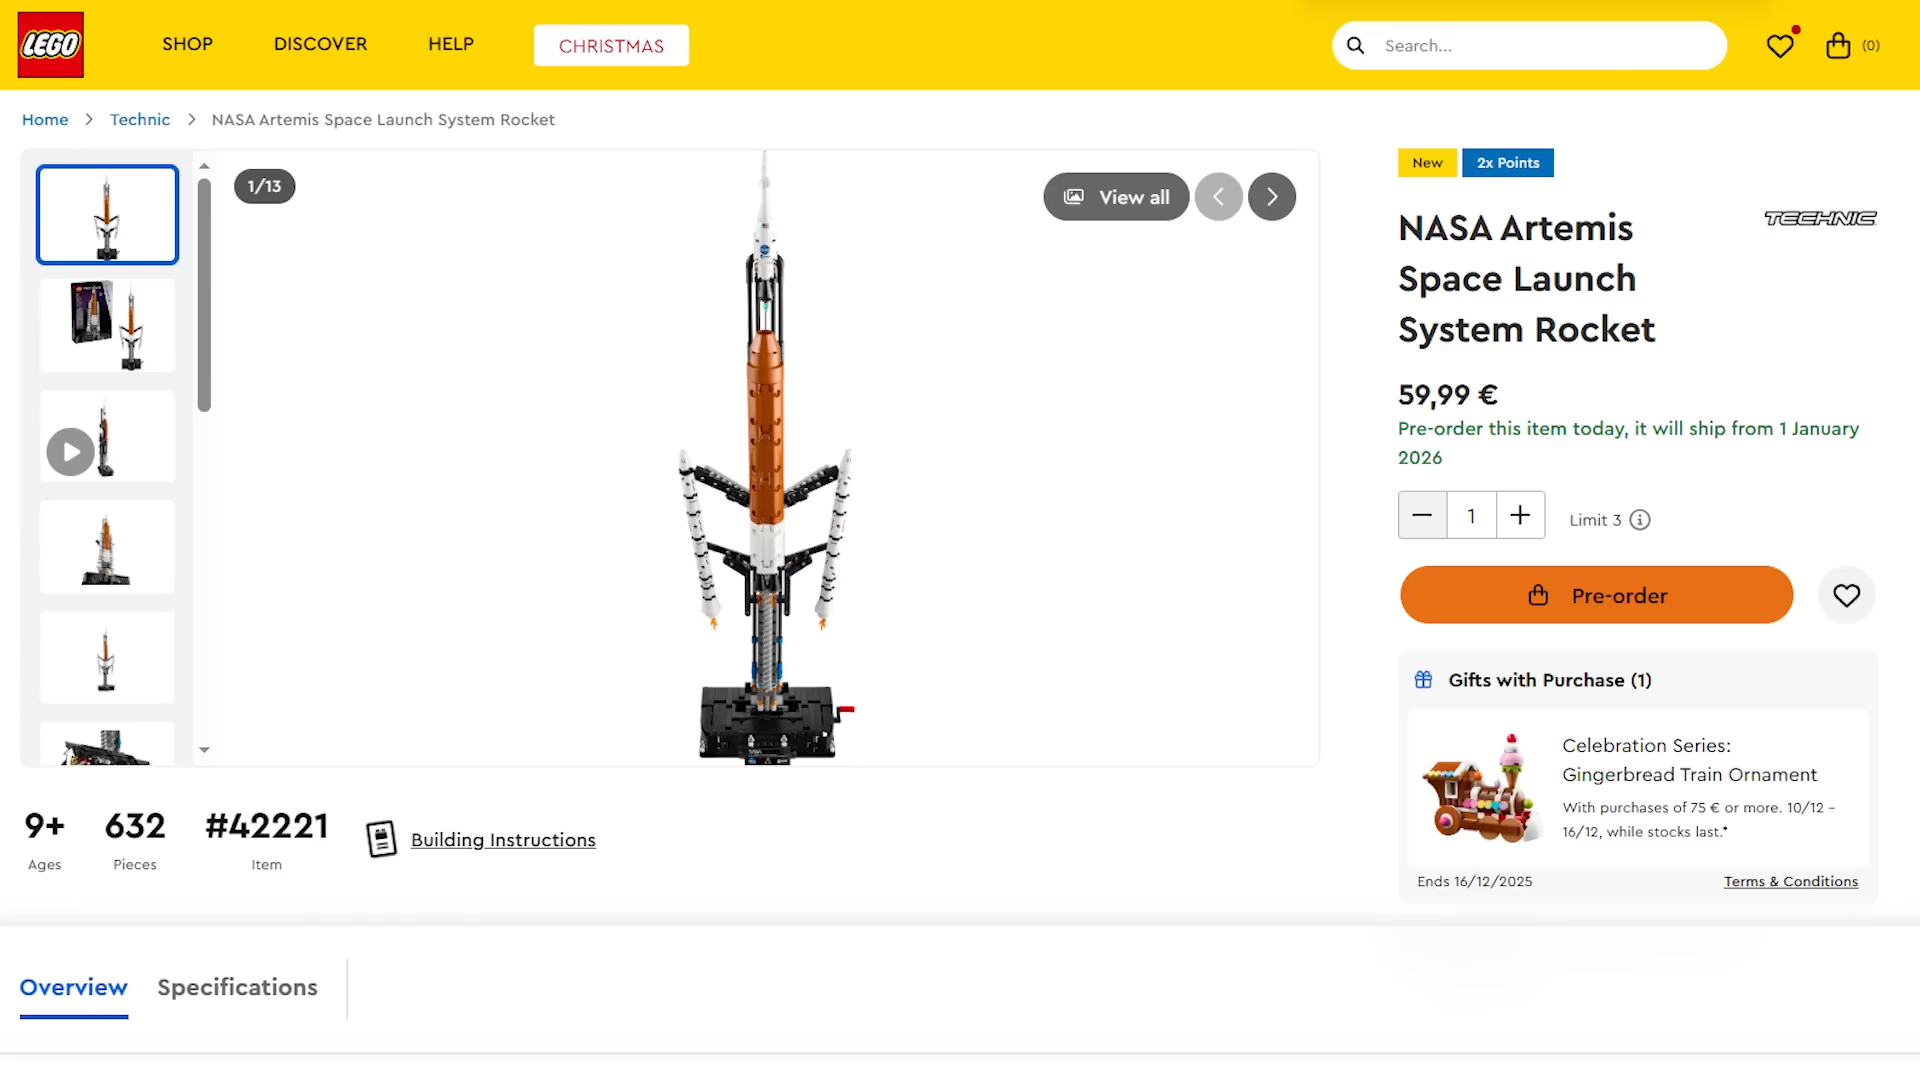 LEGO
SHOP
DISCOVER
HELP
CHRISTMAS
Search...
(0)
Home > Technic > NASA Artemis Space Launch System Rocket
1/13
View all
New
2x Points
NASA Artemis
Space Launch
System Rocket
TECHNIC
59,99 €
Pre-order this item today, it will ship from 1 January
2026
1
Limit 3
Pre-order
Gifts with Purchase (1)
Celebration Series:
Gingerbread Train Ornament
With purchases of 75 € or more. 10/12 –
16/12, while stocks last.*
Ends 16/12/2025
Terms & Conditions
9+
Ages
632
Pieces
#42221
Item
Building Instructions
Overview
Specifications